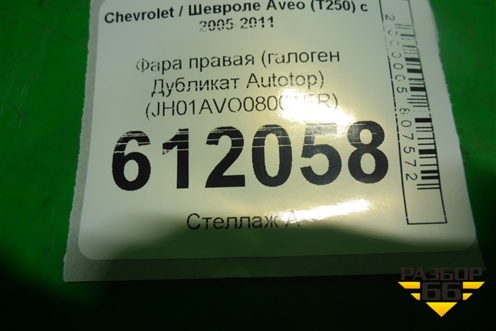 Chevrolet / Шевроле Aveo (T250) с
2005-2011
Фара правая (галоген
Дубликат Autotop)
612058
Стеллаж А
РАЗБОР
66